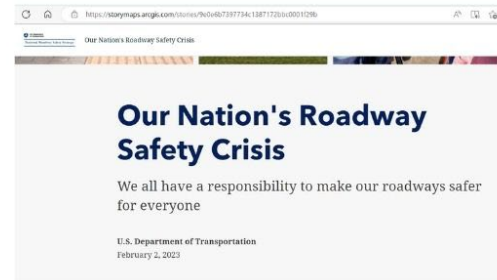 https://storymaps.arcgis.com/stories/9e0e6b7397734c1387172bbc0001f29b
Our Nation's Roadway Safety Crisis
Our Nation's Roadway
Safety Crisis
We all have a responsibility to make our roadways safer
for everyone
U.S. Department of Transportation
February 2, 2023